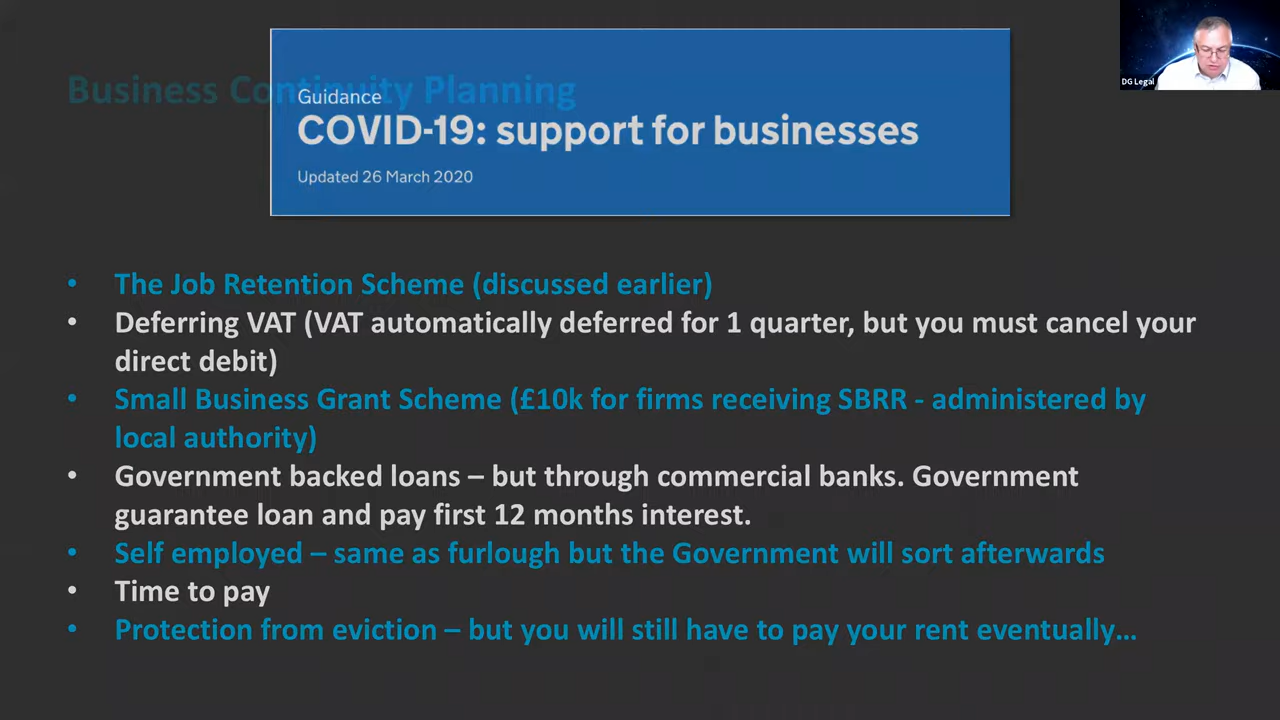 Business Continuity Planning
Guidance
COVID-19: support for businesses
Updated 26 March 2020
DG Legal
• The Job Retention Scheme (discussed earlier)
• Deferring VAT (VAT automatically deferred for 1 quarter, but you must cancel your
direct debit)
• Small Business Grant Scheme (£10k for firms receiving SBRR - administered by
local authority)
• Government backed loans – but through commercial banks. Government
guarantee loan and pay first 12 months interest.
• Self employed – same as furlough but the Government will sort afterwards
• Time to pay
• Protection from eviction – but you will still have to pay your rent eventually…